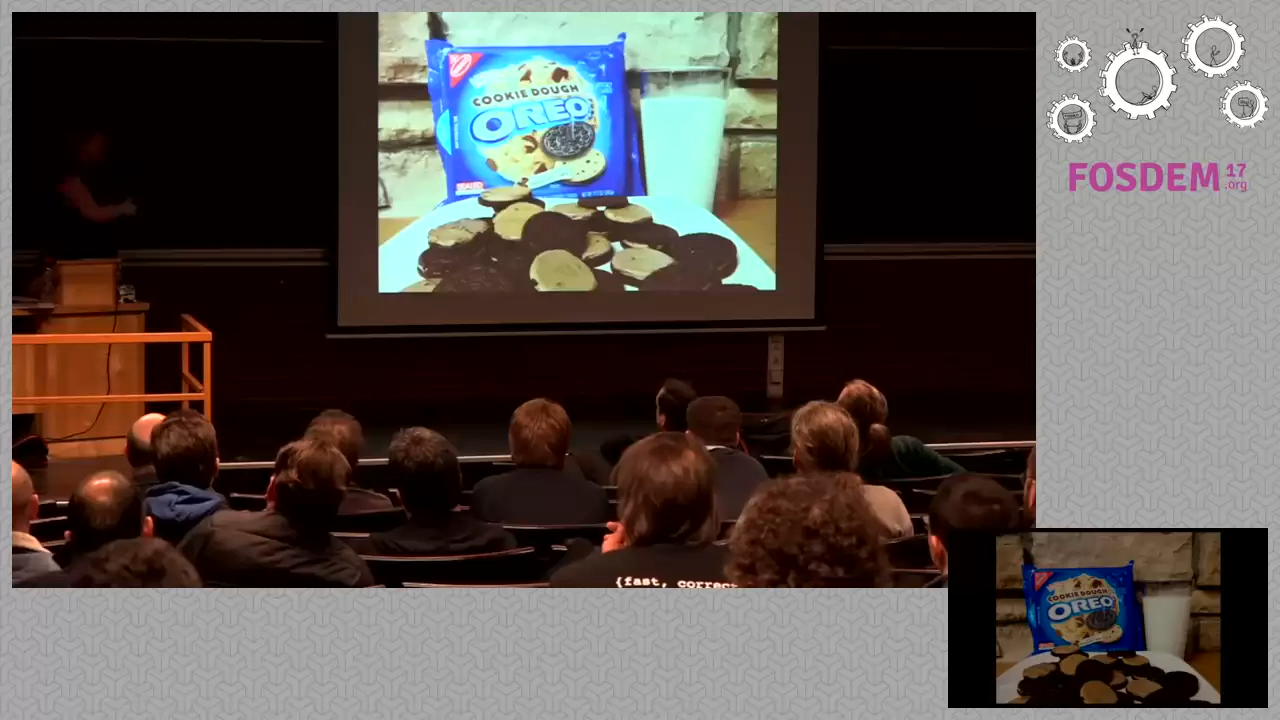 COOKIE DOUGH
OREO
{fast, correct
FOSDEM 17
.org
COOKIE DOUGH
OREO